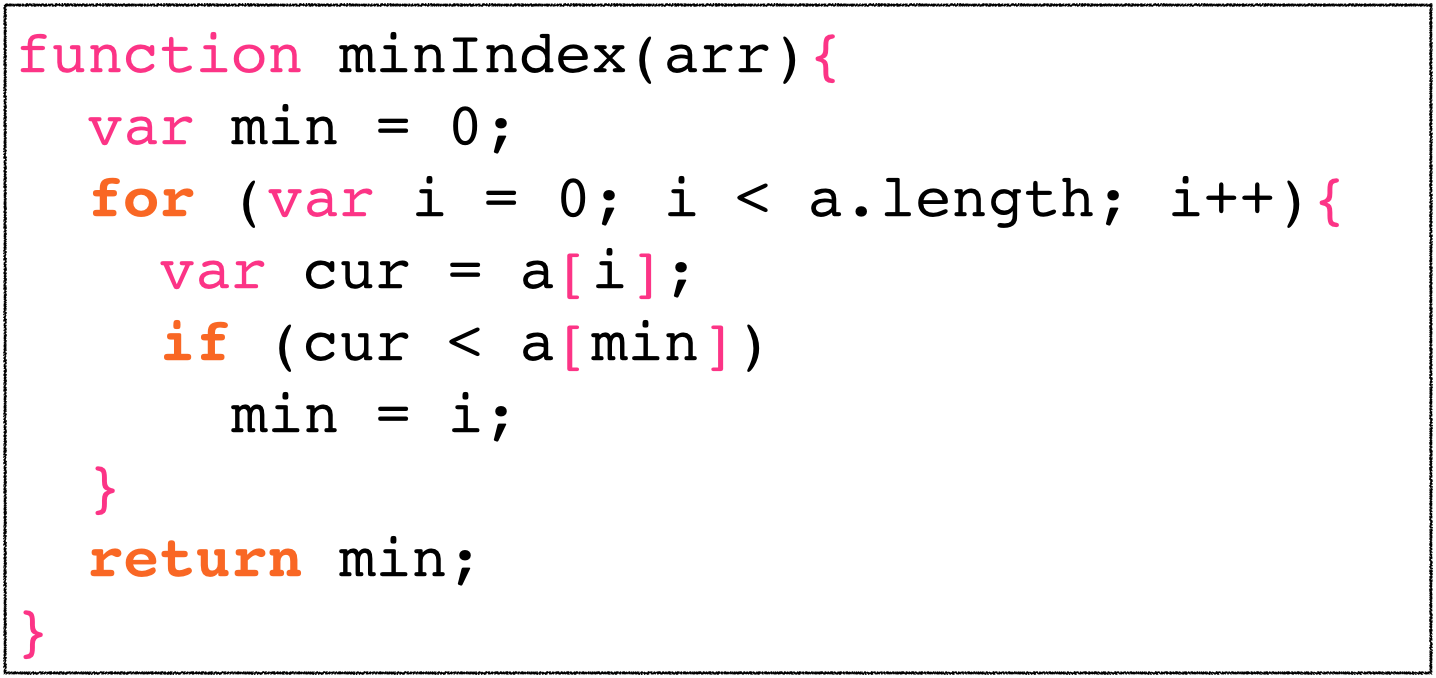 function minIndex(arr){
  var min = 0;
  for (var i = 0; i < a.length; i++){
    var cur = a[i];
    if (cur < a[min])
      min = i;
  }
  return min;
}